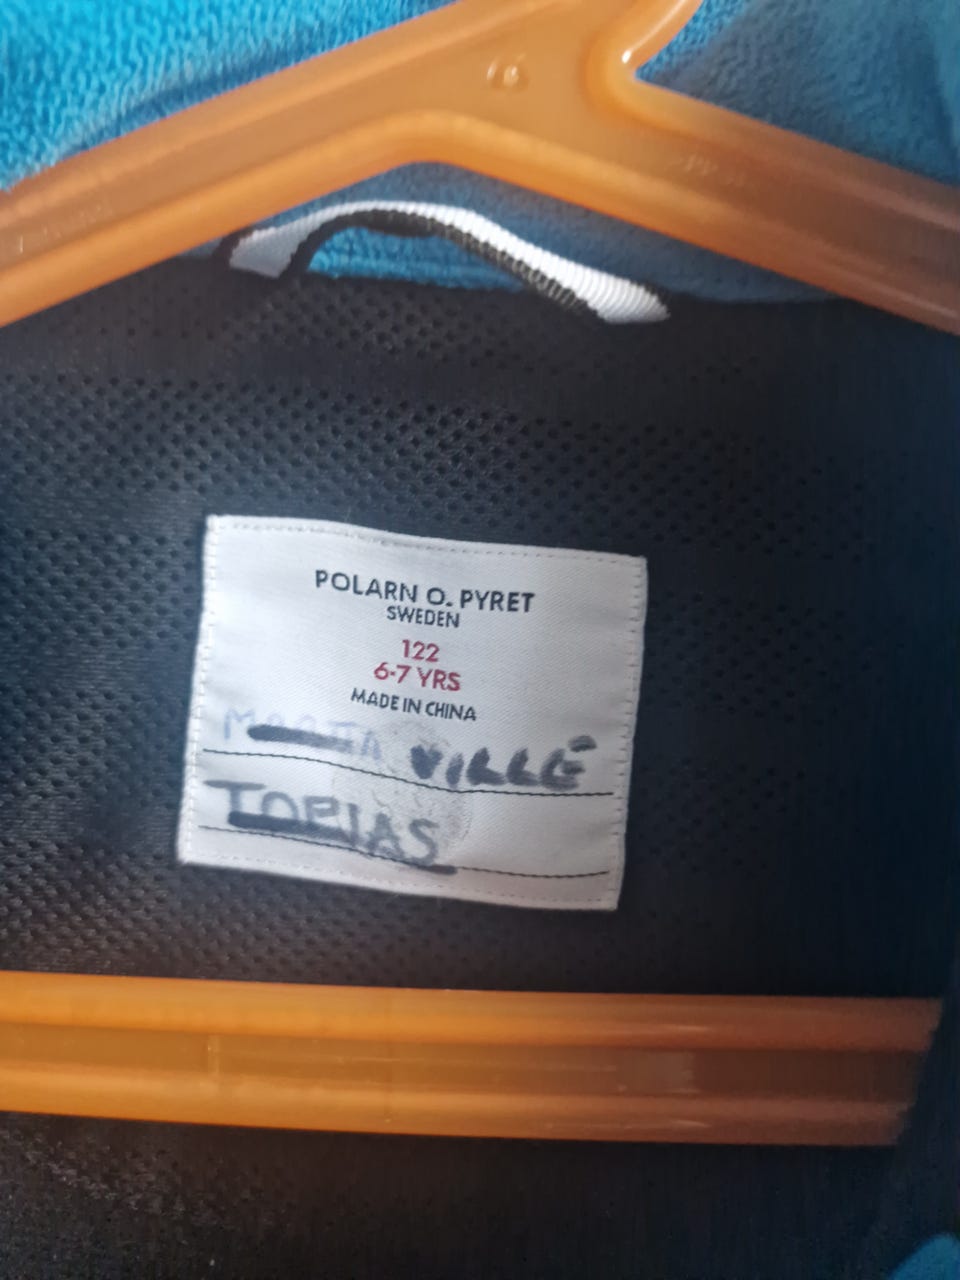 POLARN O. PYRET
SWEDEN
122
6-7 YRS
MADE IN CHINA
VILLE
TOBIAS